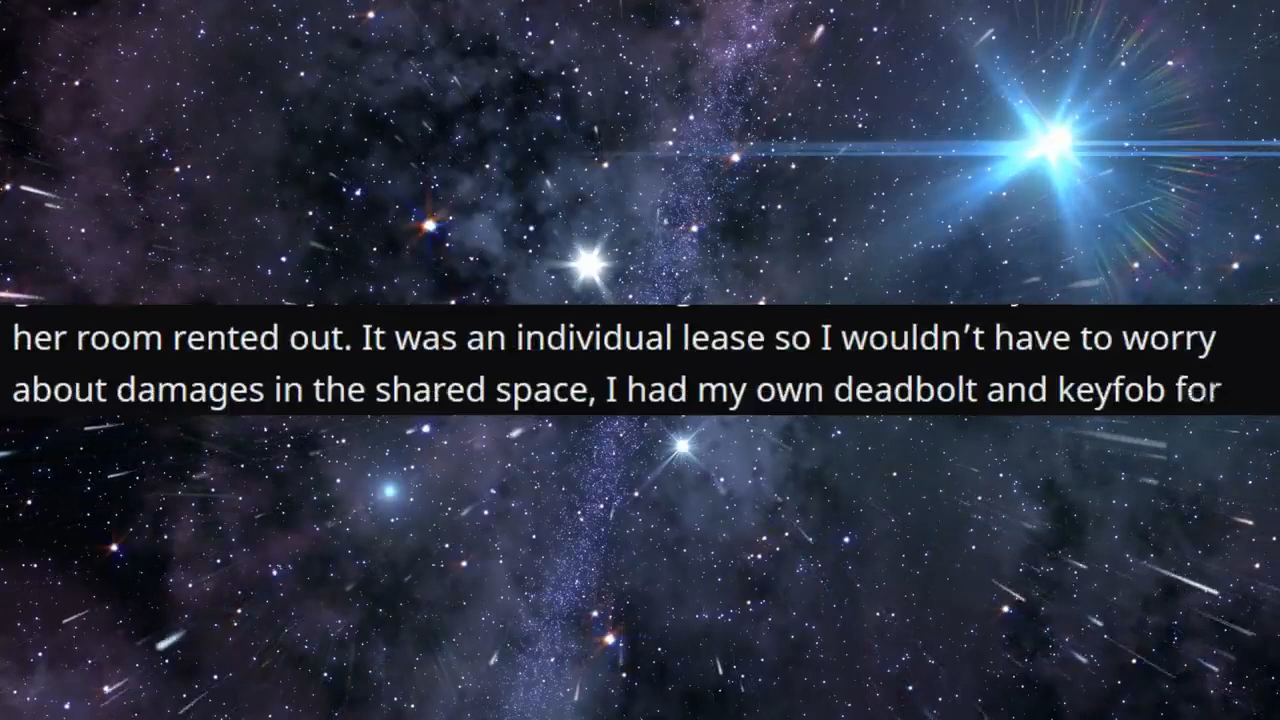 her room rented out. It was an individual lease so I wouldn’t have to worry
about damages in the shared space, I had my own deadbolt and keyfob for